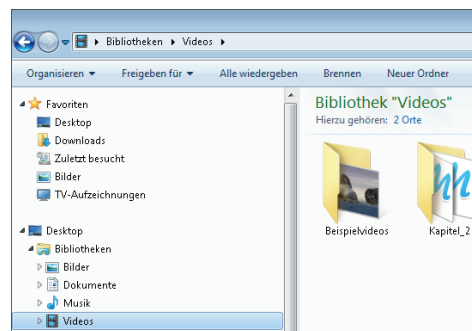 Bibliotheken Videos
Organisieren Freigeben für Alle wiedergeben Brennen Neuer Ordner
Favoriten
Desktop
Downloads
Zuletzt besucht
Bilder
TV-Aufzeichnungen
Desktop
Bibliotheken
Bilder
Dokumente
Musik
Videos
Bibliothek "Videos"
Hierzu gehören: 2 Orte
Beispielvideos Kapitel_2